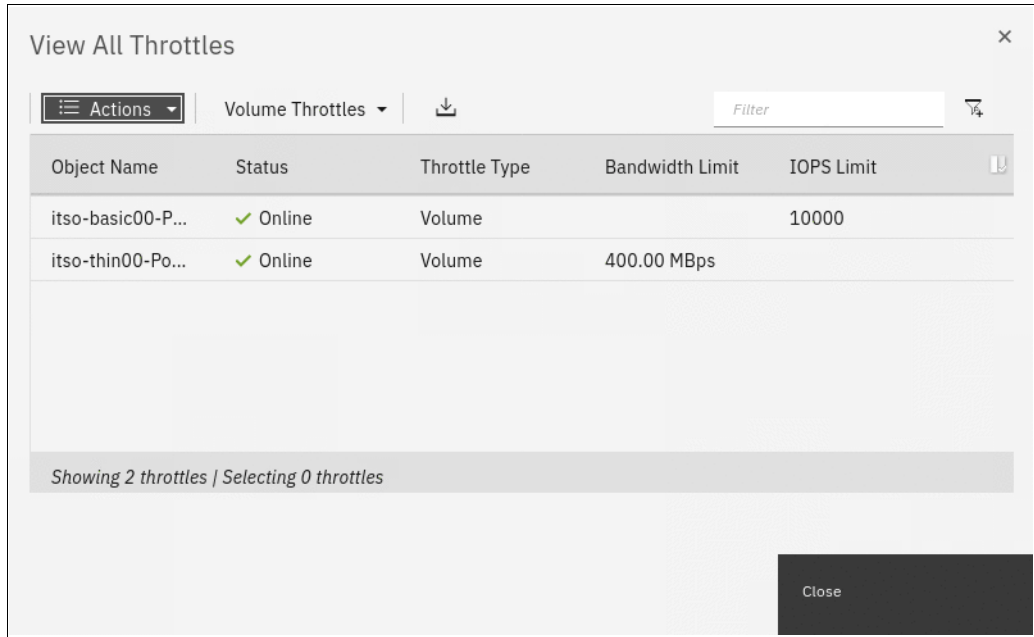 View All Throttles
Actions Volume Throttles Filter
Object Name Status Throttle Type Bandwidth Limit IOPS Limit
itso-basic00-P... Online Volume 10000
itso-thin00-Po... Online Volume 400.00 MBps
Showing 2 throttles | Selecting 0 throttles
Close